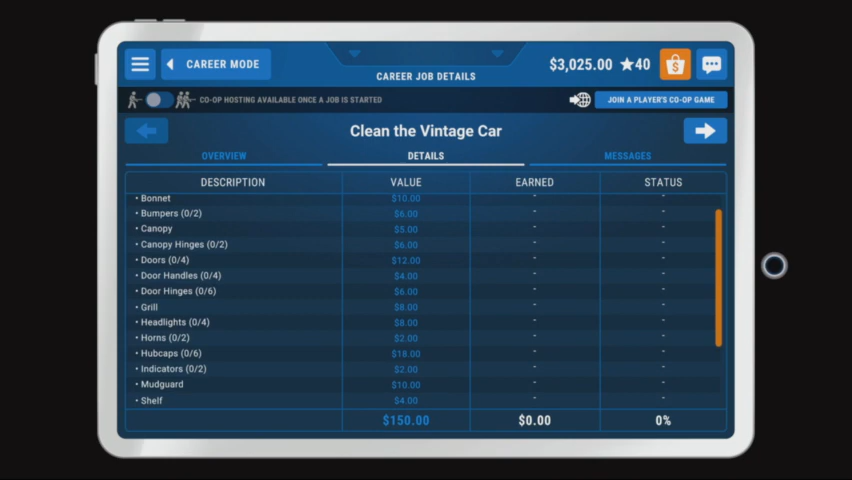 CAREER MODE
CAREER JOB DETAILS
$3,025.00 ★40
CO-OP HOSTING AVAILABLE ONCE A JOB IS STARTED
JOIN A PLAYER'S CO-OP GAME
Clean the Vintage Car
OVERVIEW DETAILS MESSAGES
DESCRIPTION VALUE EARNED STATUS
• Bonnet $10.00 - -
• Bumpers (0/2) $6.00 - -
• Canopy $5.00 - -
• Canopy Hinges (0/2) $6.00 - -
• Doors (0/4) $12.00 - -
• Door Handles (0/4) $4.00 - -
• Door Hinges (0/6) $6.00 - -
• Grill $8.00 - -
• Headlights (0/4) $8.00 - -
• Horns (0/2) $2.00 - -
• Hubcaps (0/6) $18.00 - -
• Indicators (0/2) $2.00 - -
• Mudguard $10.00 - -
• Shelf $4.00 - -
$150.00 $0.00 0%